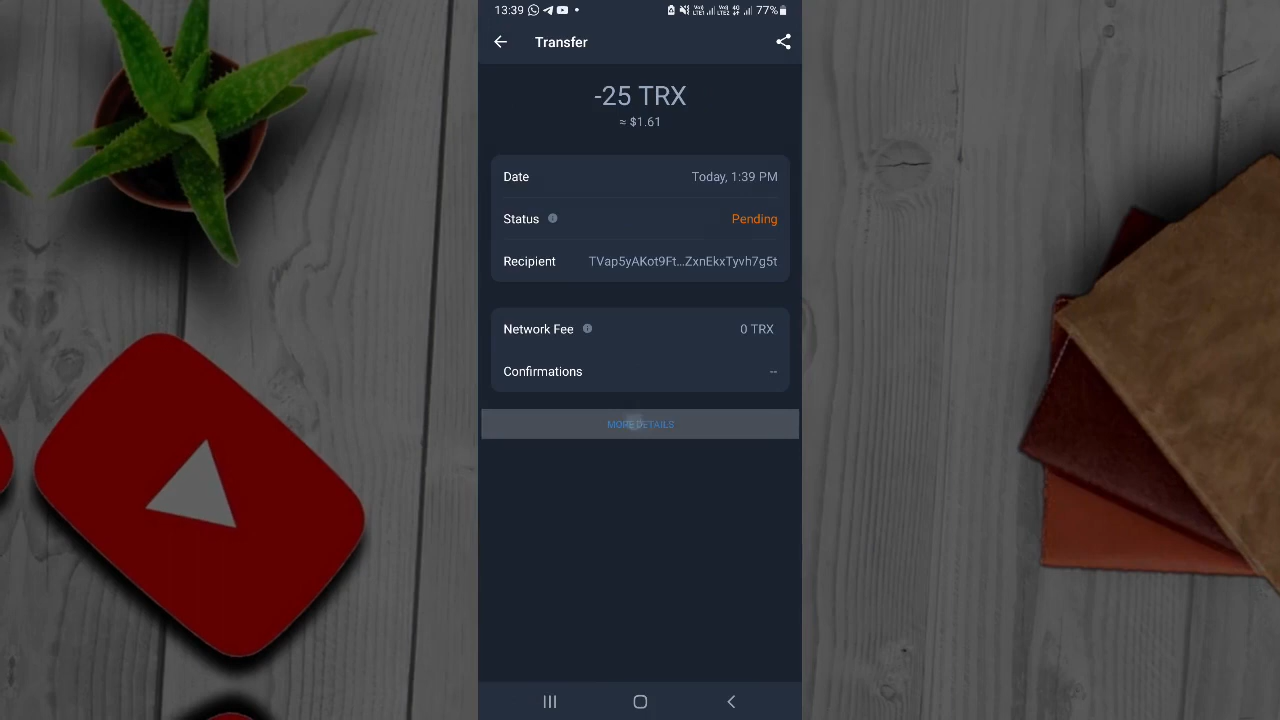 13:39 77%
Transfer
-25 TRX
≈ $1.61
Date Today, 1:39 PM
Status Pending
Recipient TVap5yAKot9Ft...ZxnEkxTyvh7g5t
Network Fee 0 TRX
Confirmations --
MORE DETAILS